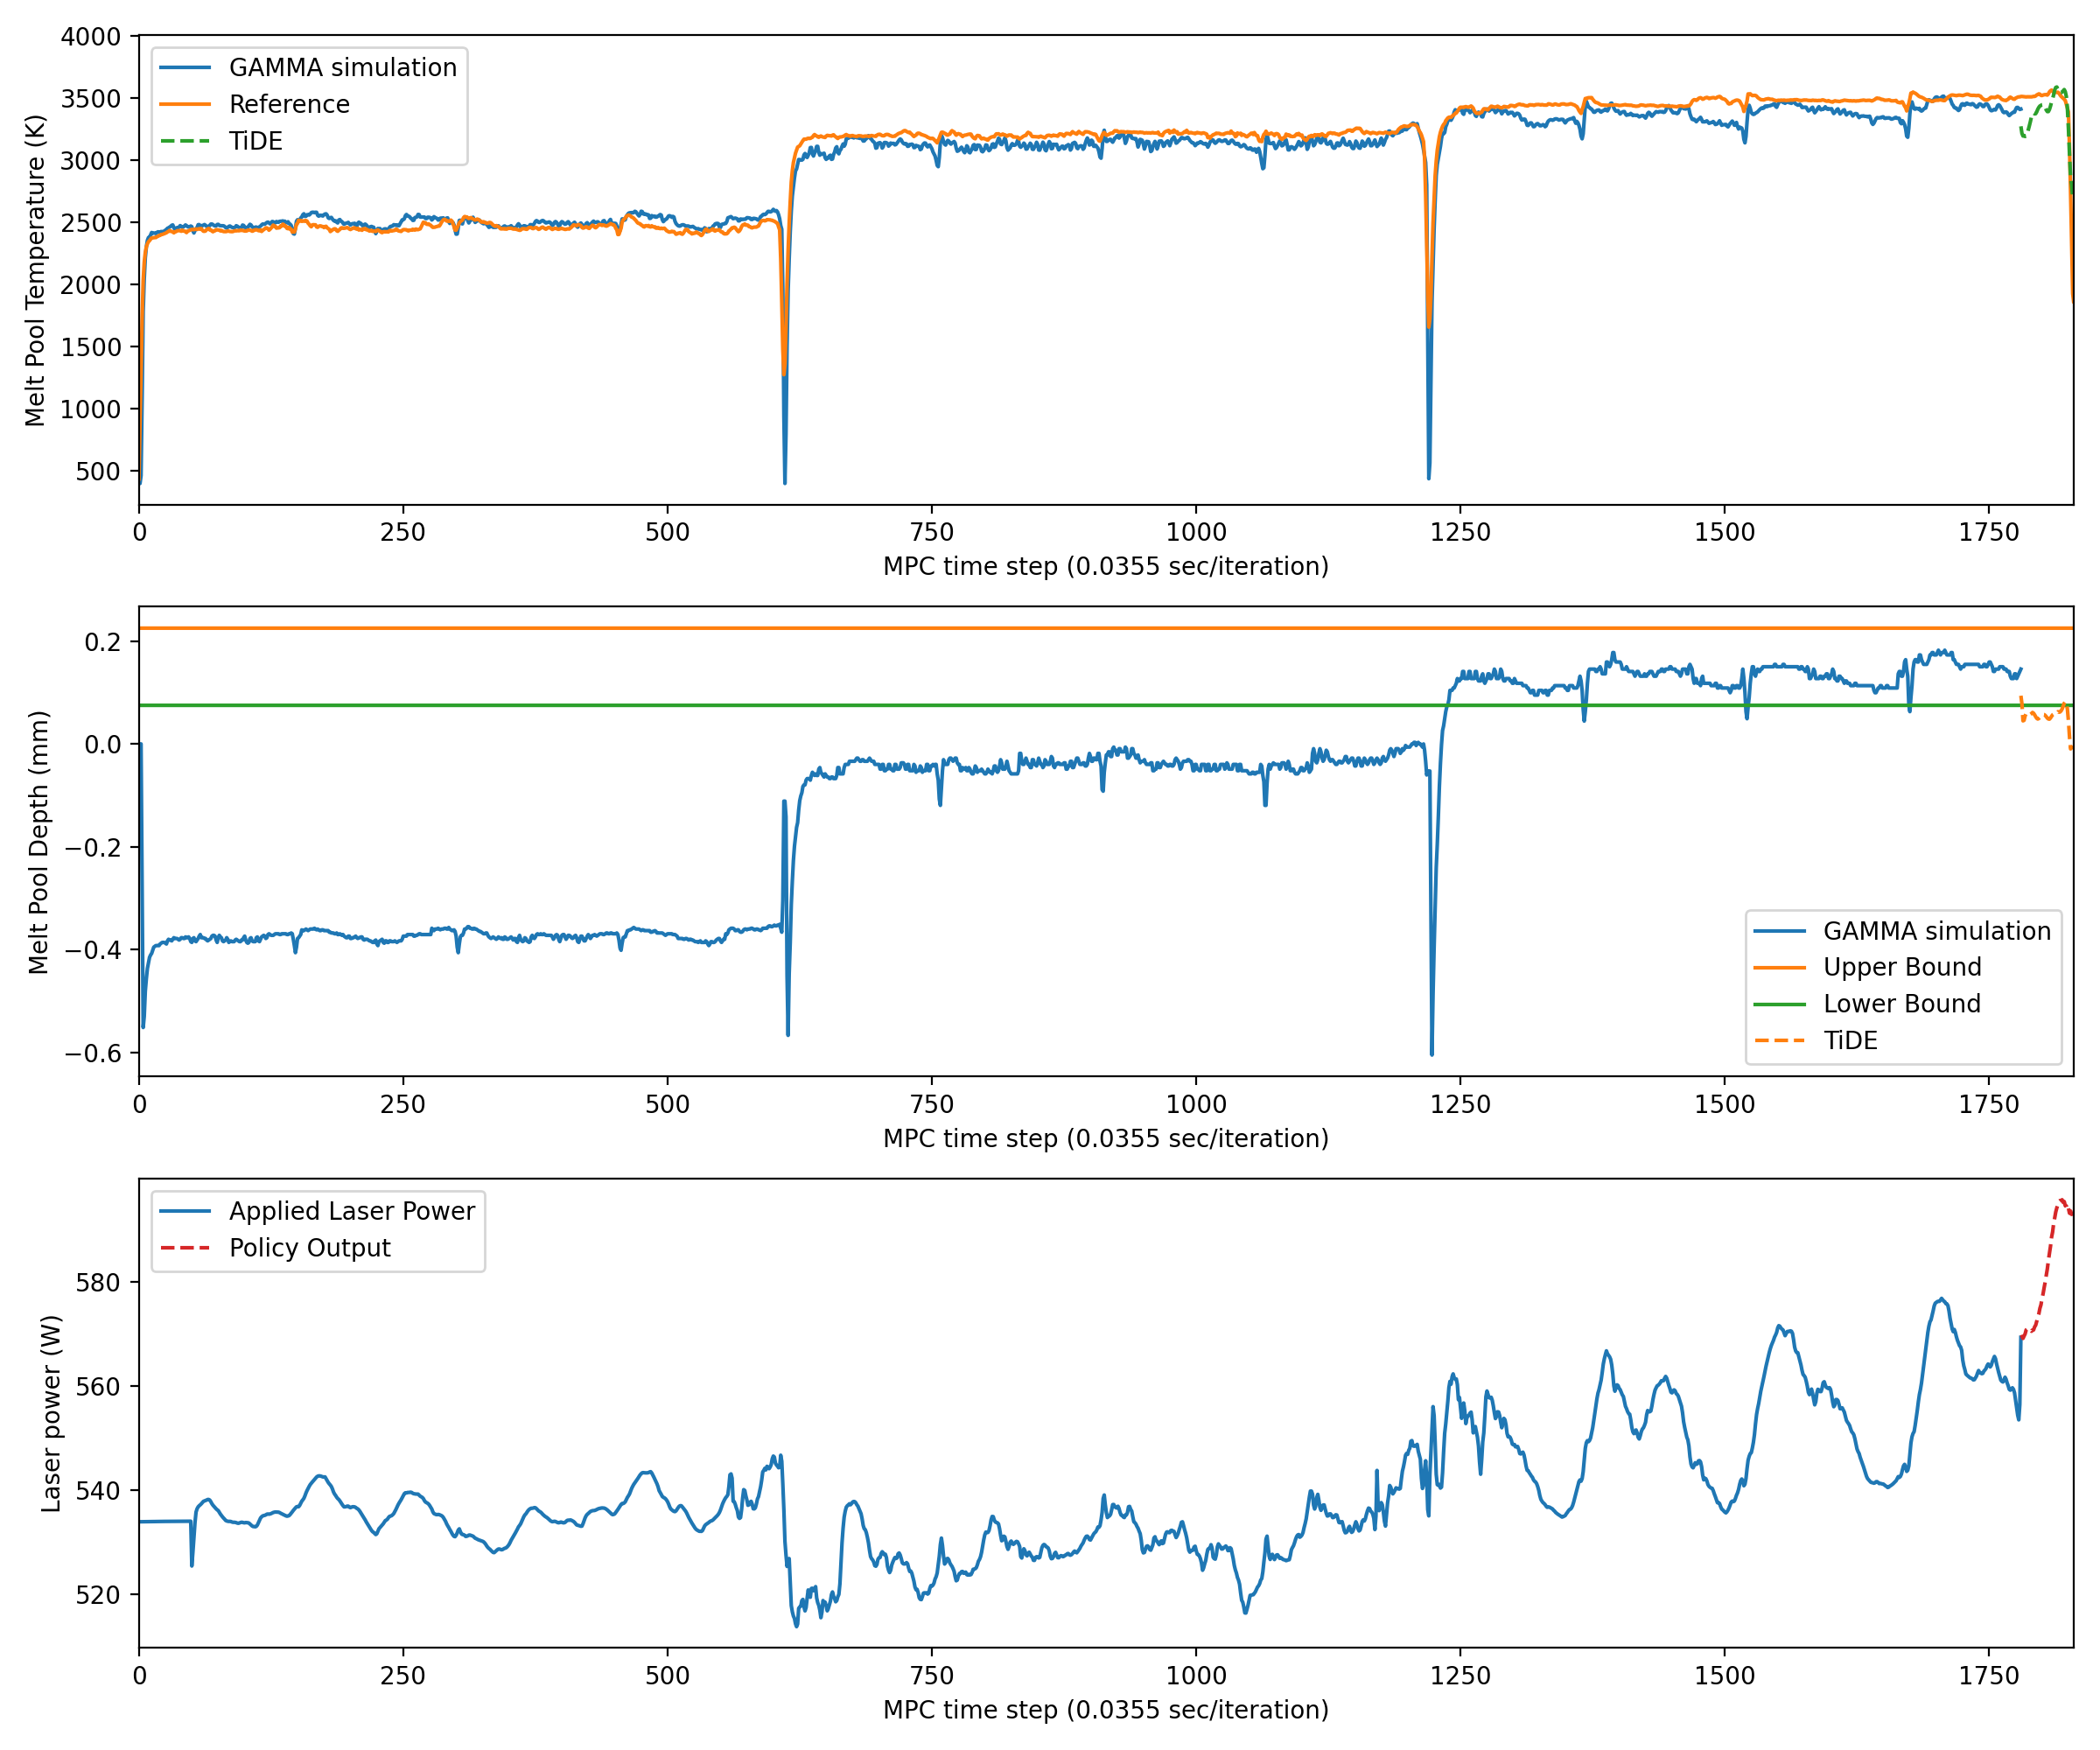 4000
3500
3000
2500
2000
1500
1000
500
Melt Pool Temperature (K)
GAMMA simulation
Reference
TiDE
0 250 500 750 1000 1250 1500 1750
MPC time step (0.0355 sec/iteration)
0.2
0.0
−0.2
−0.4
−0.6
Melt Pool Depth (mm)
GAMMA simulation
Upper Bound
Lower Bound
TiDE
0 250 500 750 1000 1250 1500 1750
MPC time step (0.0355 sec/iteration)
580
560
540
520
Laser power (W)
Applied Laser Power
Policy Output
0 250 500 750 1000 1250 1500 1750
MPC time step (0.0355 sec/iteration)